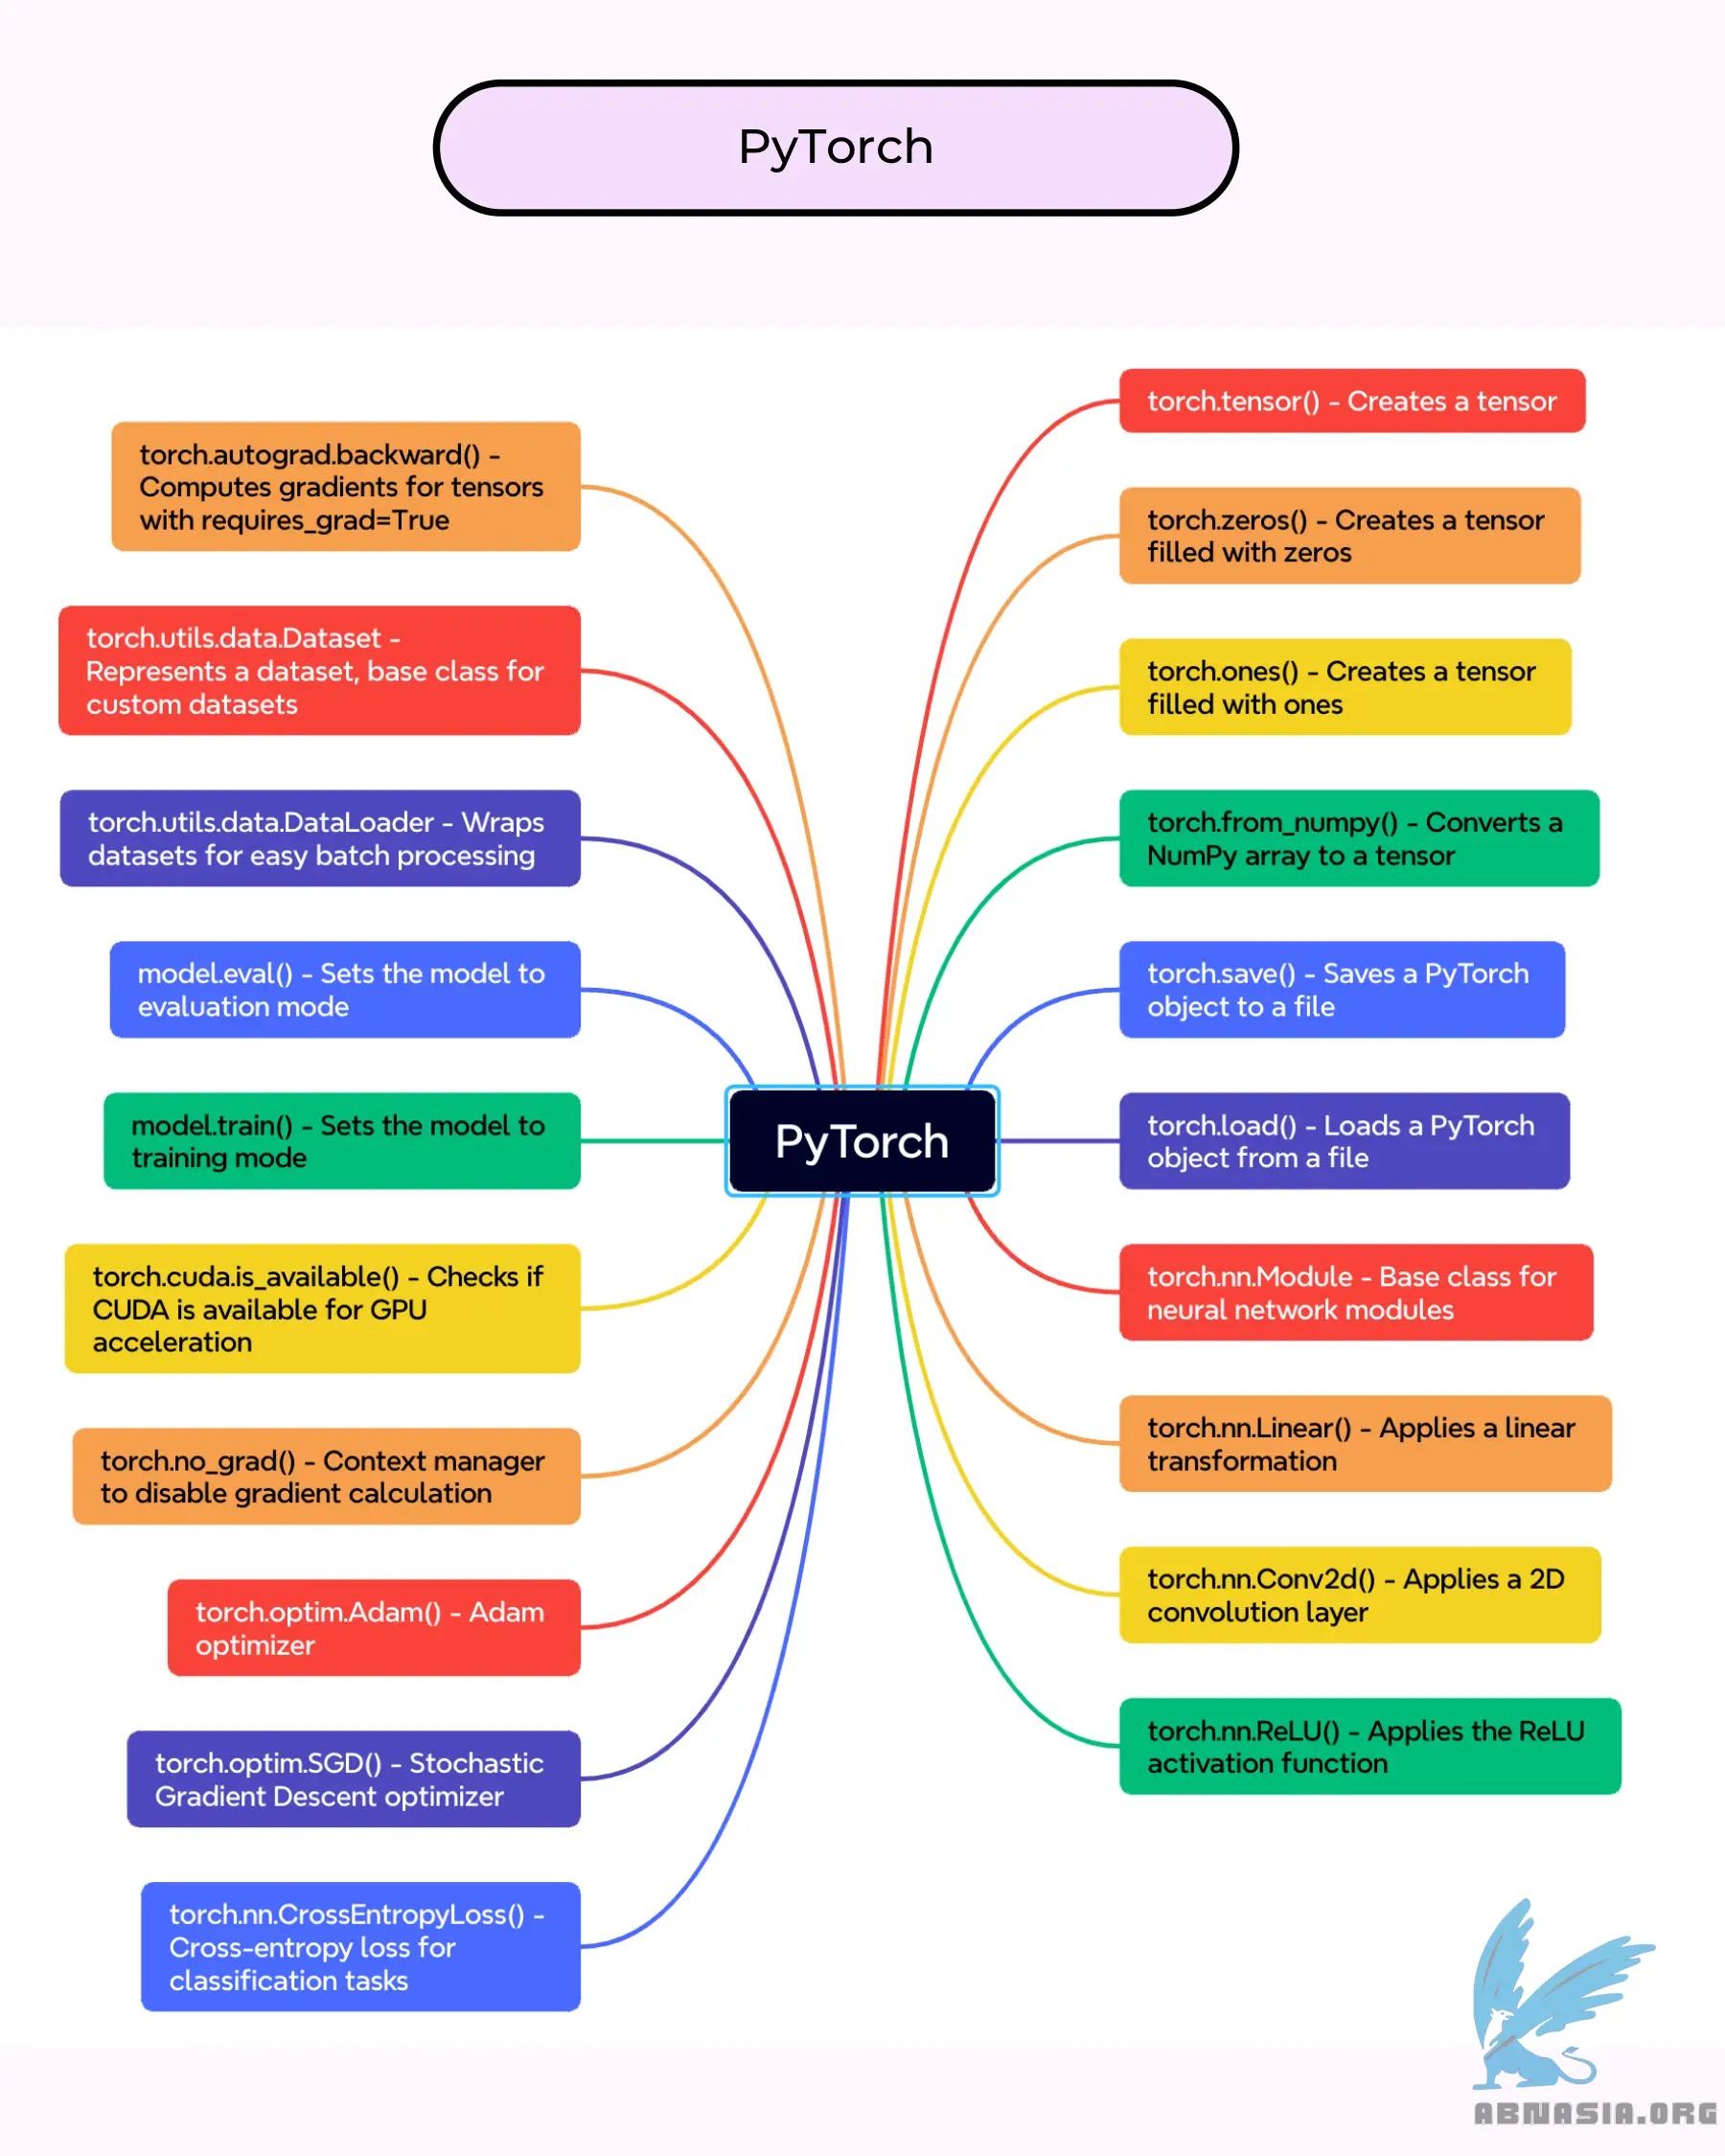 PyTorch
torch.autograd.backward() -
Computes gradients for tensors
with requires_grad=True
torch.utils.data.Dataset -
Represents a dataset, base class for
custom datasets
torch.utils.data.DataLoader - Wraps
datasets for easy batch processing
model.eval() - Sets the model to
evaluation mode
model.train() - Sets the model to
training mode
torch.cuda.is_available() - Checks if
CUDA is available for GPU
acceleration
torch.no_grad() - Context manager
to disable gradient calculation
torch.optim.Adam() - Adam
optimizer
torch.optim.SGD() - Stochastic
Gradient Descent optimizer
torch.nn.CrossEntropyLoss() -
Cross-entropy loss for
classification tasks
PyTorch
torch.tensor() - Creates a tensor
torch.zeros() - Creates a tensor
filled with zeros
torch.ones() - Creates a tensor
filled with ones
torch.from_numpy() - Converts a
NumPy array to a tensor
torch.save() - Saves a PyTorch
object to a file
torch.load() - Loads a PyTorch
object from a file
torch.nn.Module - Base class for
neural network modules
torch.nn.Linear() - Applies a linear
transformation
torch.nn.Conv2d() - Applies a 2D
convolution layer
torch.nn.ReLU() - Applies the ReLU
activation function
ABNASIA.ORG